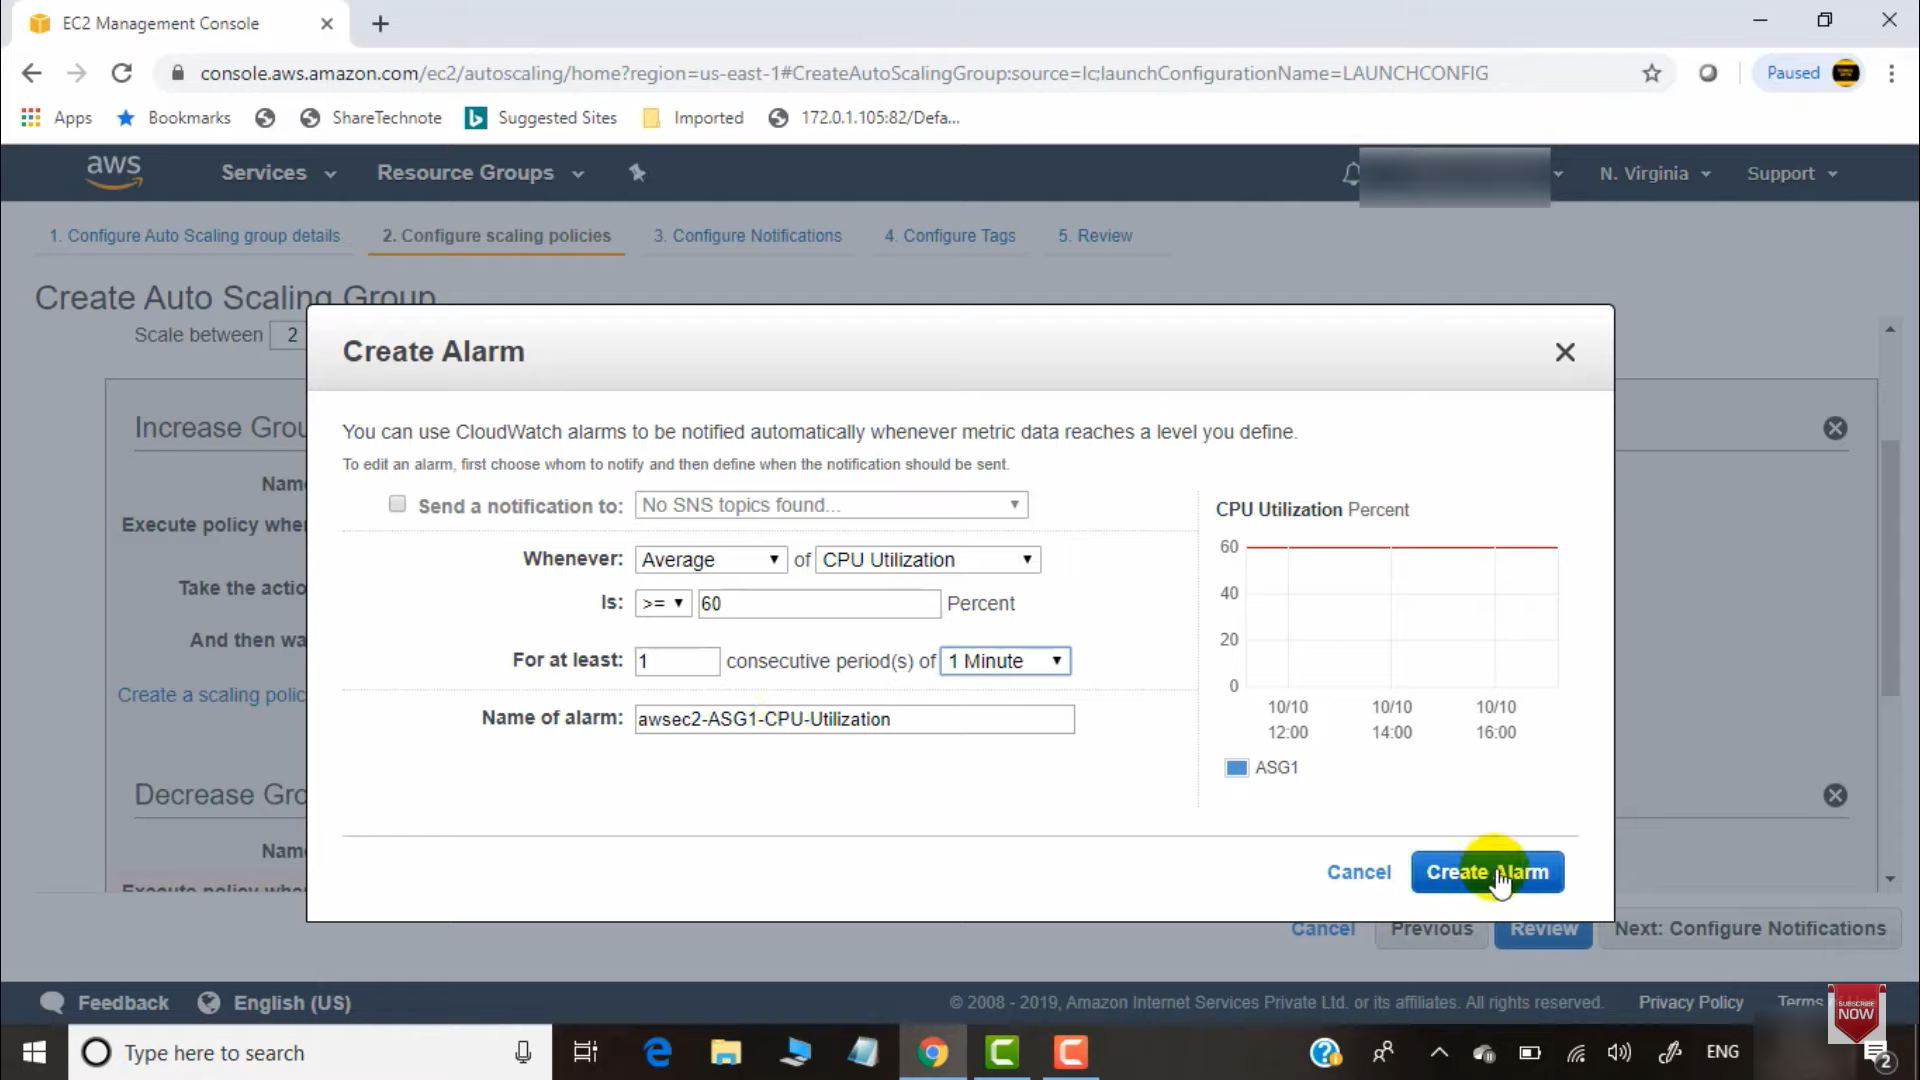 EC2 Management Console
console.aws.amazon.com/ec2/autoscaling/home?region=us-east-1#CreateAutoScalingGroup:source=lc;launchConfigurationName=LAUNCHCONFIG
Paused
Apps Bookmarks ShareTechnote Suggested Sites Imported 172.0.1.105:82/Defa...
aws Services Resource Groups N. Virginia Support
1. Configure Auto Scaling group details 2. Configure scaling policies 3. Configure Notifications 4. Configure Tags 5. Review
Create Auto Scaling Group
Scale between 2
Create Alarm
Increase Grou
You can use CloudWatch alarms to be notified automatically whenever metric data reaches a level you define.
To edit an alarm, first choose whom to notify and then define when the notification should be sent.
Name
Execute policy whe
Take the actio
And then wa
Create a scaling polic
Send a notification to: No SNS topics found...
Whenever: Average of CPU Utilization
Is: >= 60 Percent
For at least: 1 consecutive period(s) of 1 Minute
Name of alarm: awsec2-ASG1-CPU-Utilization
CPU Utilization Percent
60
40
20
0
10/10 10/10 10/10
12:00 14:00 16:00
ASG1
Decrease Gro
Name
Execute policy whe
Cancel Create Alarm
Cancel Previous Review Next: Configure Notifications
Feedback English (US) © 2008 - 2019, Amazon Internet Services Private Ltd. or its affiliates. All rights reserved. Privacy Policy Terms
SUBSCRIBE
NOW
Type here to search
ENG
2